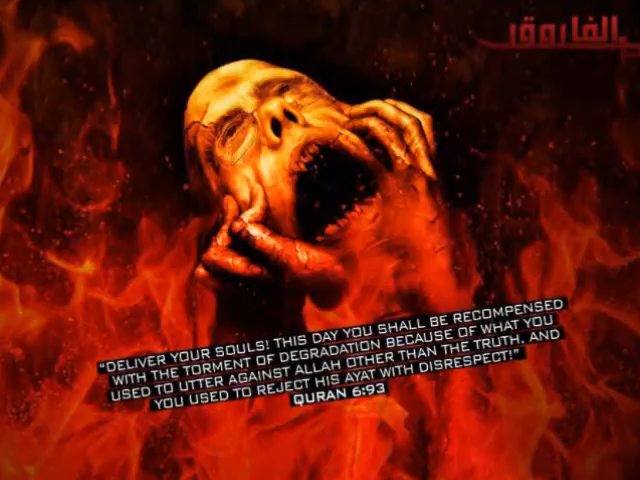 الفاروق
"DELIVER YOUR SOULS! THIS DAY YOU SHALL BE RECOMPENSED
WITH THE TORMENT OF DEGRADATION BECAUSE OF WHAT YOU
USED TO UTTER AGAINST ALLAH OTHER THAN THE TRUTH. AND
YOU USED TO REJECT HIS AYAT WITH DISRESPECT!"
QURAN 6:93